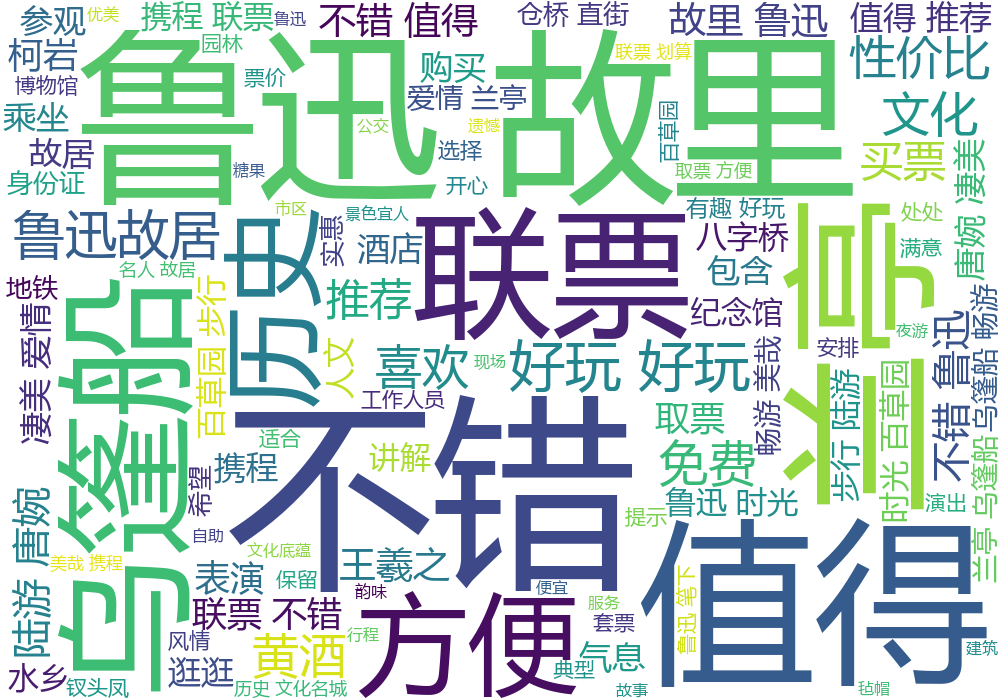 参观
优美
携程 联票
鲁迅
不错 值得
仓桥 直街
故里 鲁迅
值得 推荐
柯岩
园林
联票 划算
性价比
鲁迅 故里
博物馆
票价
购买
爱情 兰亭
文化
乘坐
公交
遗憾
百草园
故居
选择
取票 方便
买票
凄美
身份证
糖果
开心
市区
景色宜人
有趣 好玩
处处
鲁迅故居
历史
实惠
酒店
联票
八字桥
兰亭
满意
唐婉
名人 故居
包含
地铁
推荐
纪念馆
畅游
乌篷船
步行
百草园
人文
喜欢
现场
好玩 好玩
夜游
安排
不错 鲁迅
凄美 爱情
工作人员
畅游 美哉
步行 陆游
时光 百草园
乌篷船
不错
取票
适合
讲解
免费
携程
希望
鲁迅 时光
演出
兰亭 乌篷船
唐婉
提示
值得
自助
文化底蕴
美哉 携程
王羲之
表演
保留
韵味
便宜
鲁迅 笔下
陆游
联票 不错
方便
服务
套票
风情
行程
黄酒
气息
建筑
水乡
逛逛
典型
钗头凤
历史 文化名城
故事
毡帽